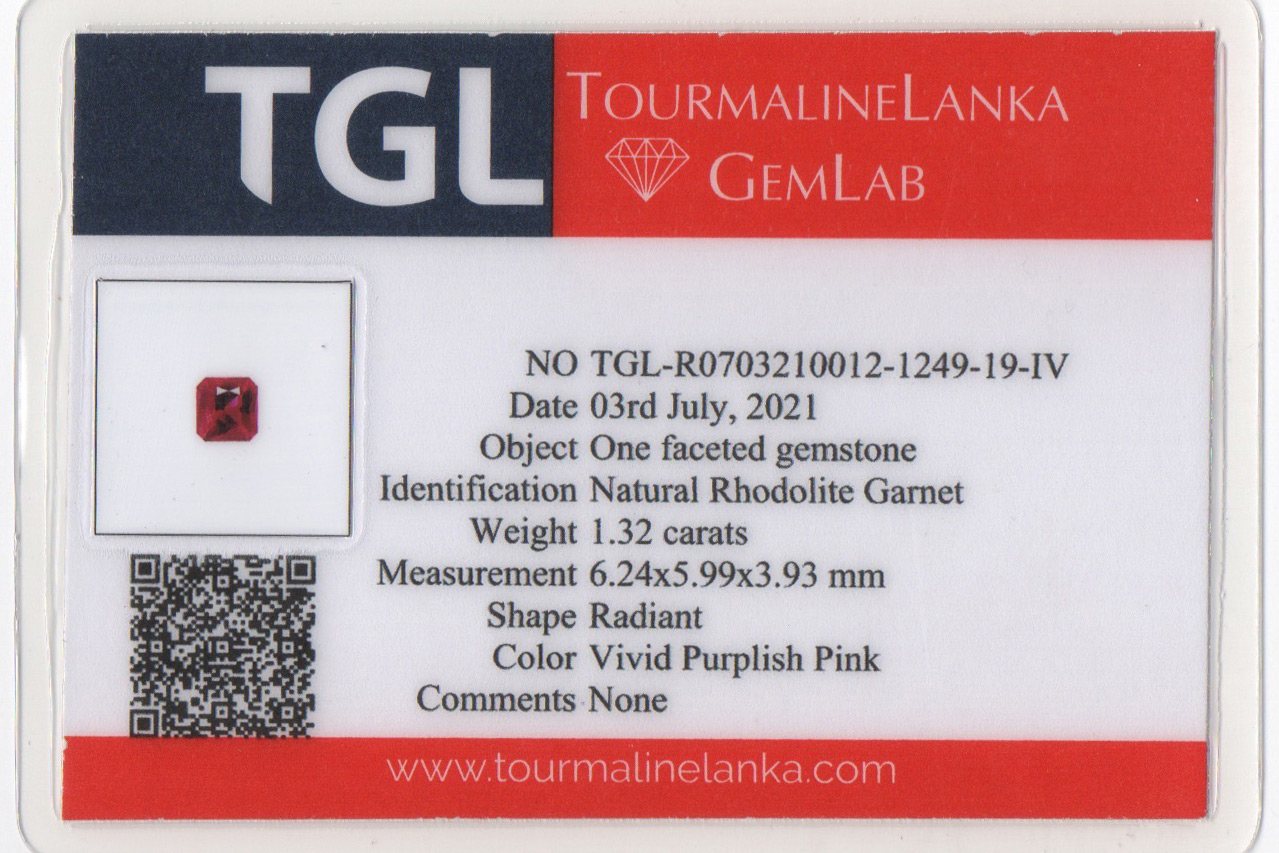 TGL
TOURMALINELANKA
GEMLAB
NO TGL-R0703210012-1249-19-IV
Date 03rd July, 2021
Object One faceted gemstone
Identification Natural Rhodolite Garnet
Weight 1.32 carats
Measurement 6.24x5.99x3.93 mm
Shape Radiant
Color Vivid Purplish Pink
Comments None
www.tourmalinelanka.com